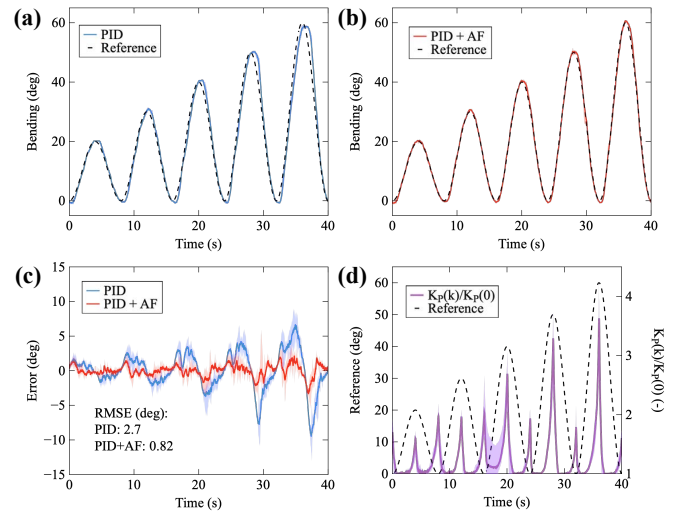 (a)
PID
Reference
60
40
20
0
Bending (deg)
0 10 20 30 40
Time (s)
(b)
PID + AF
Reference
60
40
20
0
Bending (deg)
0 10 20 30 40
Time (s)
(c)
PID
PID + AF
15
10
5
0
−5
−10
−15
Error (deg)
RMSE (deg):
PID: 2.7
PID+AF: 0.82
0 10 20 30 40
Time (s)
(d)
K_P(k)/K_P(0)
Reference
60
50
40
30
20
10
0
Reference (deg)
4
3
2
1
K_P(k)/K_P(0) (-)
0 10 20 30 40
Time (s)